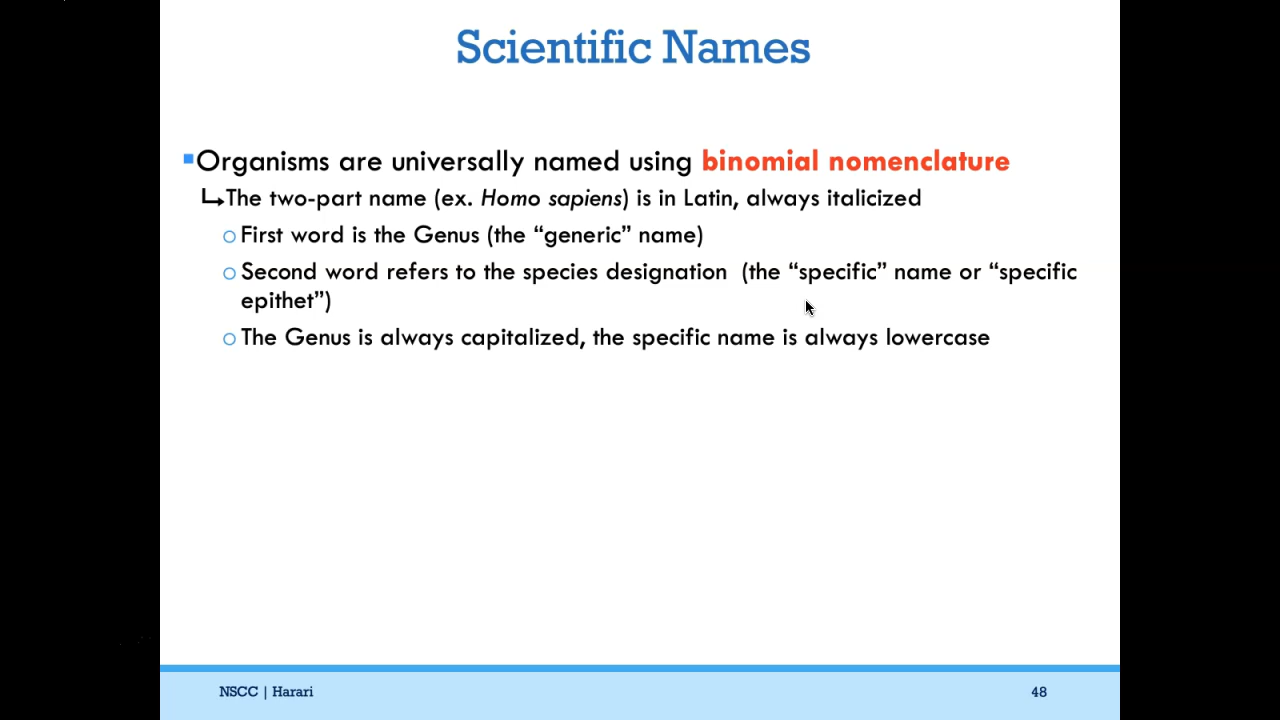 Scientific Names
Organisms are universally named using binomial nomenclature
The two-part name (ex. Homo sapiens) is in Latin, always italicized
First word is the Genus (the “generic” name)
Second word refers to the species designation (the “specific” name or “specific
epithet”)
The Genus is always capitalized, the specific name is always lowercase
NSCC | Harari
48